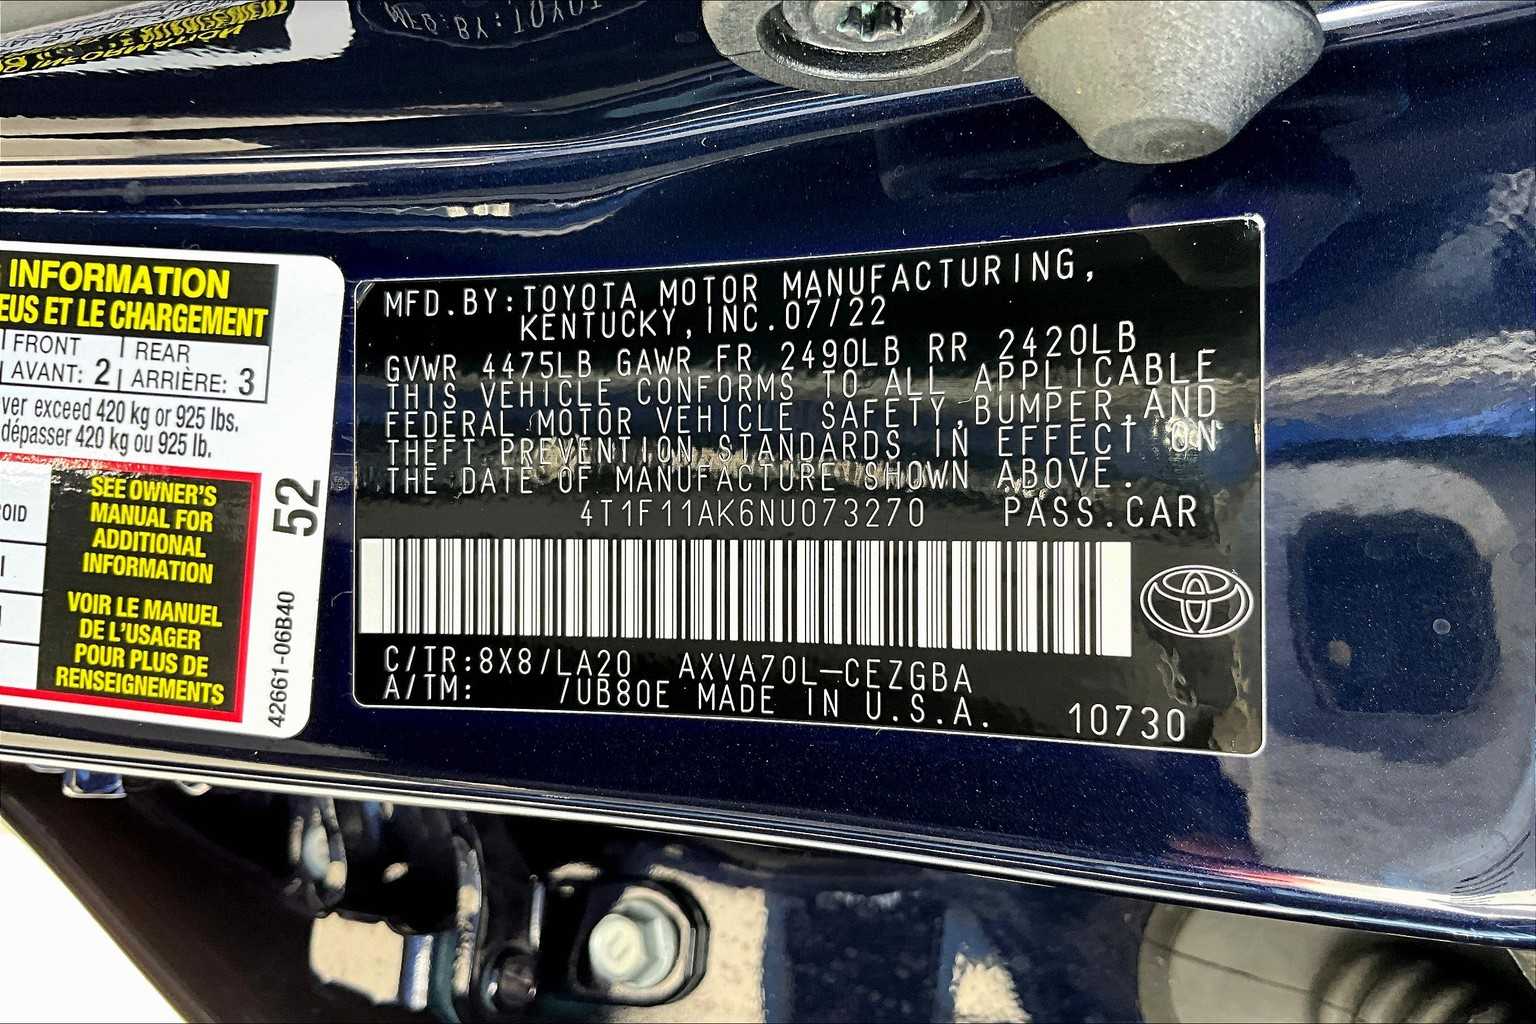 MFD. BY: TOYOTA
INFORMATION
EUS ET LE CHARGEMENT
FRONT REAR
AVANT: 2 ARRIÈRE: 3
ver exceed 420 kg or 925 lbs.
dépasser 420 kg ou 925 lb.
SEE OWNER'S
MANUAL FOR
ADDITIONAL
INFORMATION
VOIR LE MANUEL
DE L'USAGER
POUR PLUS DE
RENSEIGNEMENTS
52
42661-06B40
MFD.BY:TOYOTA MOTOR MANUFACTURING,
KENTUCKY,INC.07/22
GVWR 4475LB GAWR FR 2490LB RR 2420LB
THIS VEHICLE CONFORMS TO ALL APPLICABLE
FEDERAL MOTOR VEHICLE SAFETY,BUMPER,AND
THEFT PREVENTION STANDARDS IN EFFECT ON
THE DATE OF MANUFACTURE SHOWN ABOVE.
4T1F11AK6NU073270 PASS.CAR
C/TR:8X8/LA20 AXVA70L-CEZGBA
A/TM: /UB80E MADE IN U.S.A.
10730